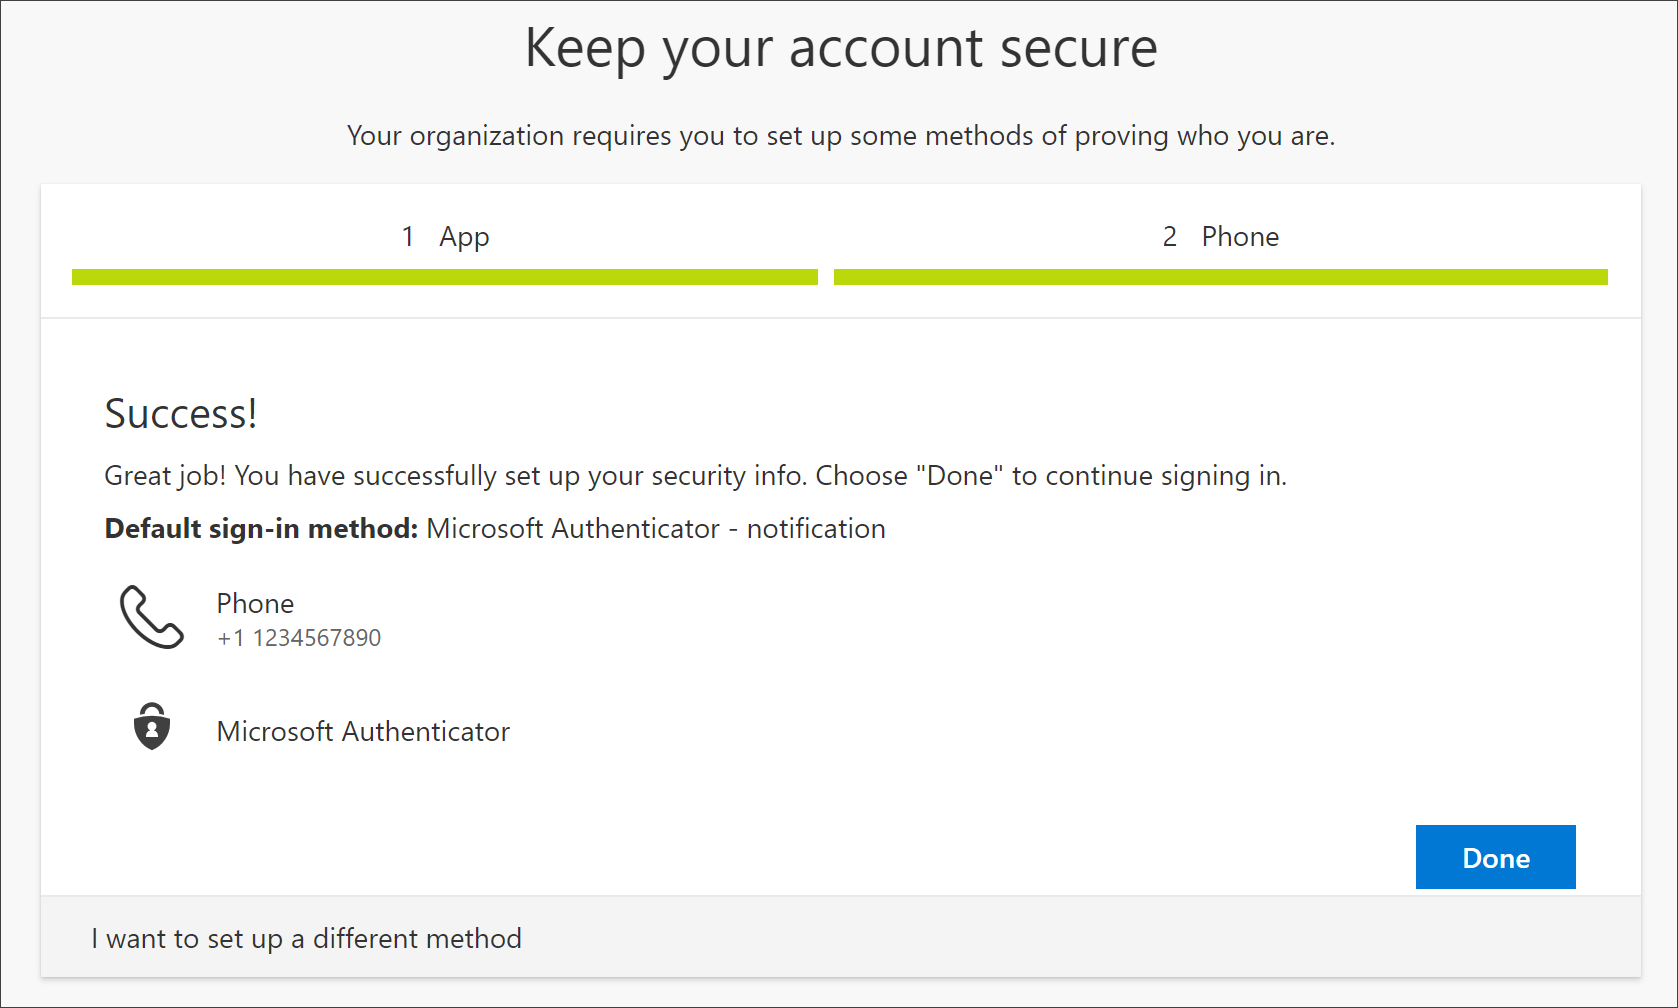 Keep your account secure
Your organization requires you to set up some methods of proving who you are.
1 App
2 Phone
Success!
Great job! You have successfully set up your security info. Choose "Done" to continue signing in.
Default sign-in method: Microsoft Authenticator - notification
Phone
+1 1234567890
Microsoft Authenticator
Done
I want to set up a different method